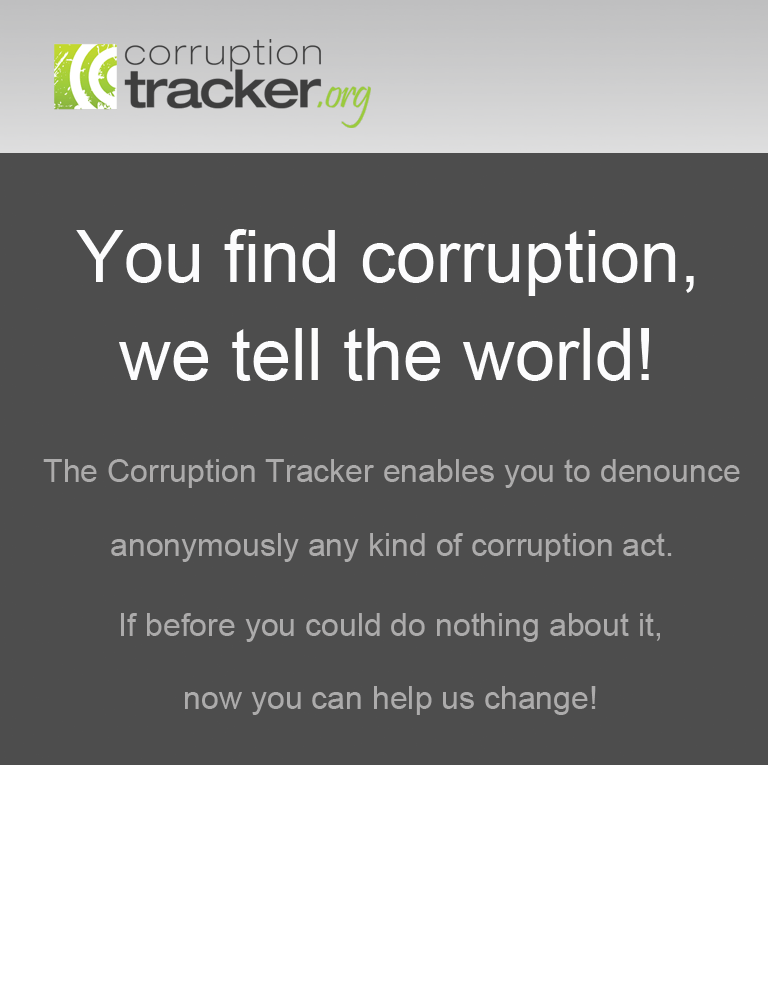 corruption
tracker.org
You find corruption,
we tell the world!
The Corruption Tracker enables you to denounce
anonymously any kind of corruption act.
If before you could do nothing about it,
now you can help us change!